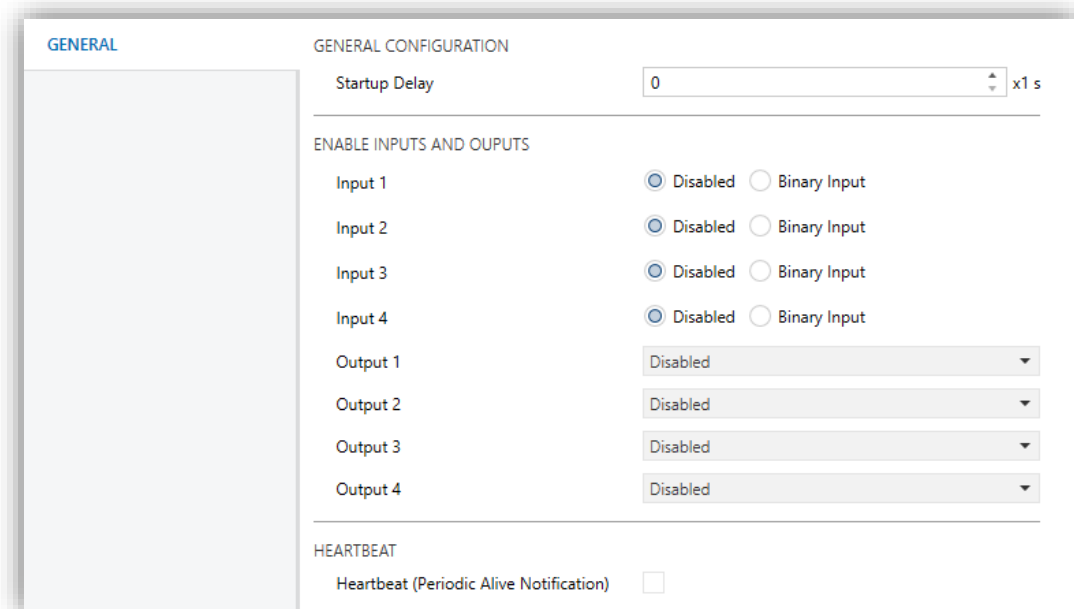 GENERAL
GENERAL CONFIGURATION
Startup Delay 0 x1 s
ENABLE INPUTS AND OUPUTS
Input 1 Disabled Binary Input
Input 2 Disabled Binary Input
Input 3 Disabled Binary Input
Input 4 Disabled Binary Input
Output 1 Disabled
Output 2 Disabled
Output 3 Disabled
Output 4 Disabled
HEARTBEAT
Heartbeat (Periodic Alive Notification)